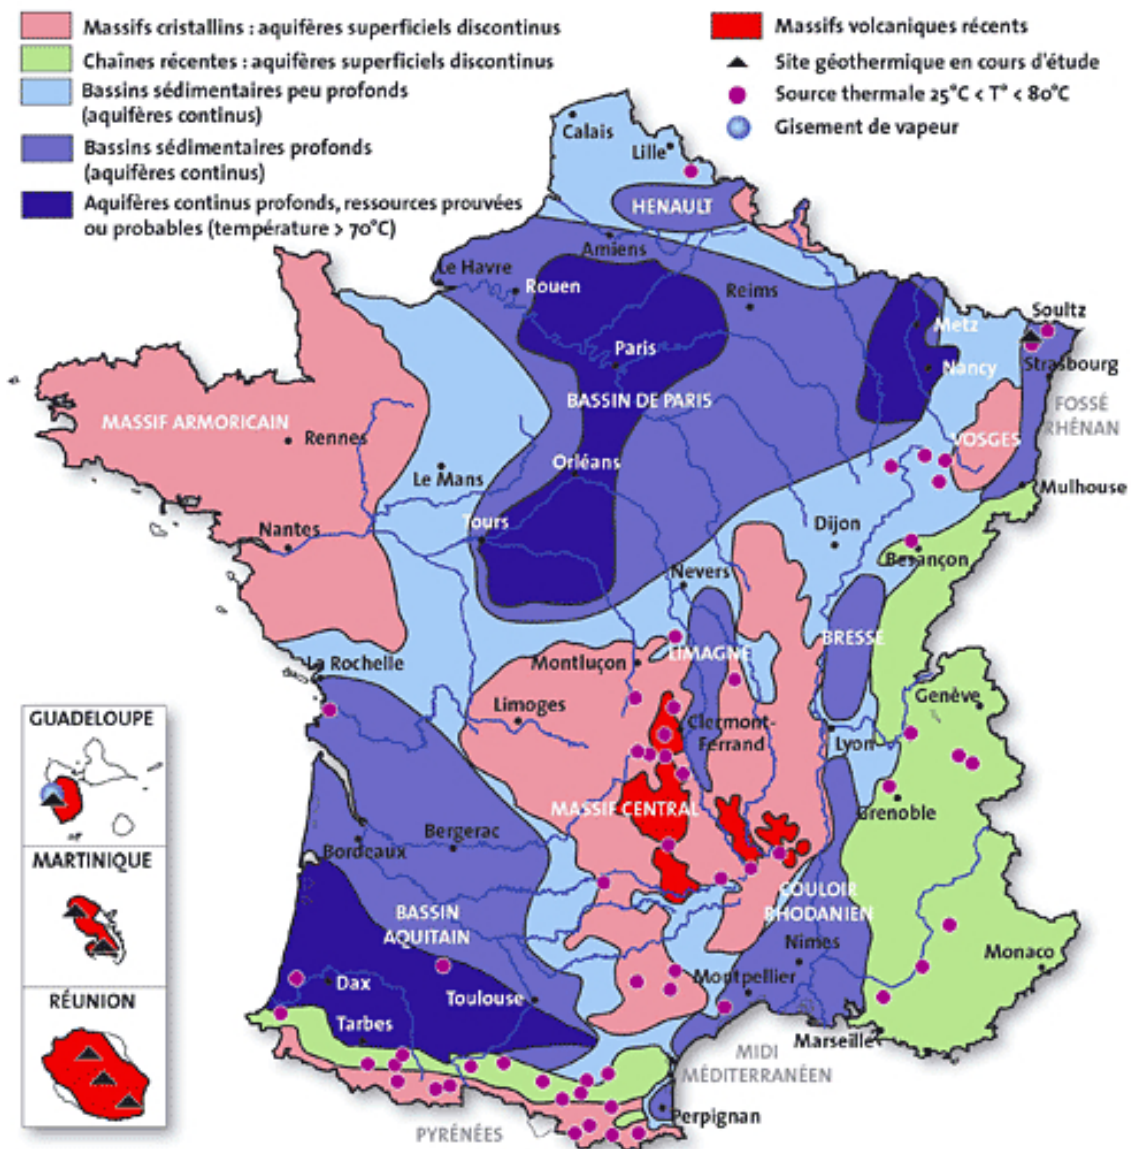 Massifs cristallins : aquifères superficiels discontinus
Chaînes récentes : aquifères superficiels discontinus
Bassins sédimentaires peu profonds
(aquifères continus)
Bassins sédimentaires profonds
(aquifères continus)
Aquifères continus profonds, ressources prouvées
ou probables (température > 70°C)
Massifs volcaniques récents
Site géothermique en cours d'étude
Source thermale 25°C < T° < 80°C
Gisement de vapeur
Calais
Lille
HENAULT
Amiens
Le Havre
Rouen
Reims
Metz
Soultz
Paris
Nancy
Strasbourg
BASSIN DE PARIS
FOSSÉ
RHÉNAN
MASSIF ARMORICAIN
Rennes
VOSGES
Le Mans
Orléans
Mulhouse
Nantes
Tours
Dijon
Besançon
Nevers
BRESSE
LIMAGNE
La Rochelle
Montluçon
Limoges
Genève
Clermont-
Ferrand
Lyon
MASSIF CENTRAL
Grenoble
Bergerac
Bordeaux
COULOIR
RHODANIEN
BASSIN
AQUITAIN
Nîmes
Monaco
Montpellier
Dax
Toulouse
Tarbes
Marseille
MIDI
MÉDITERRANÉEN
Perpignan
PYRÉNÉES
GUADELOUPE
MARTINIQUE
RÉUNION